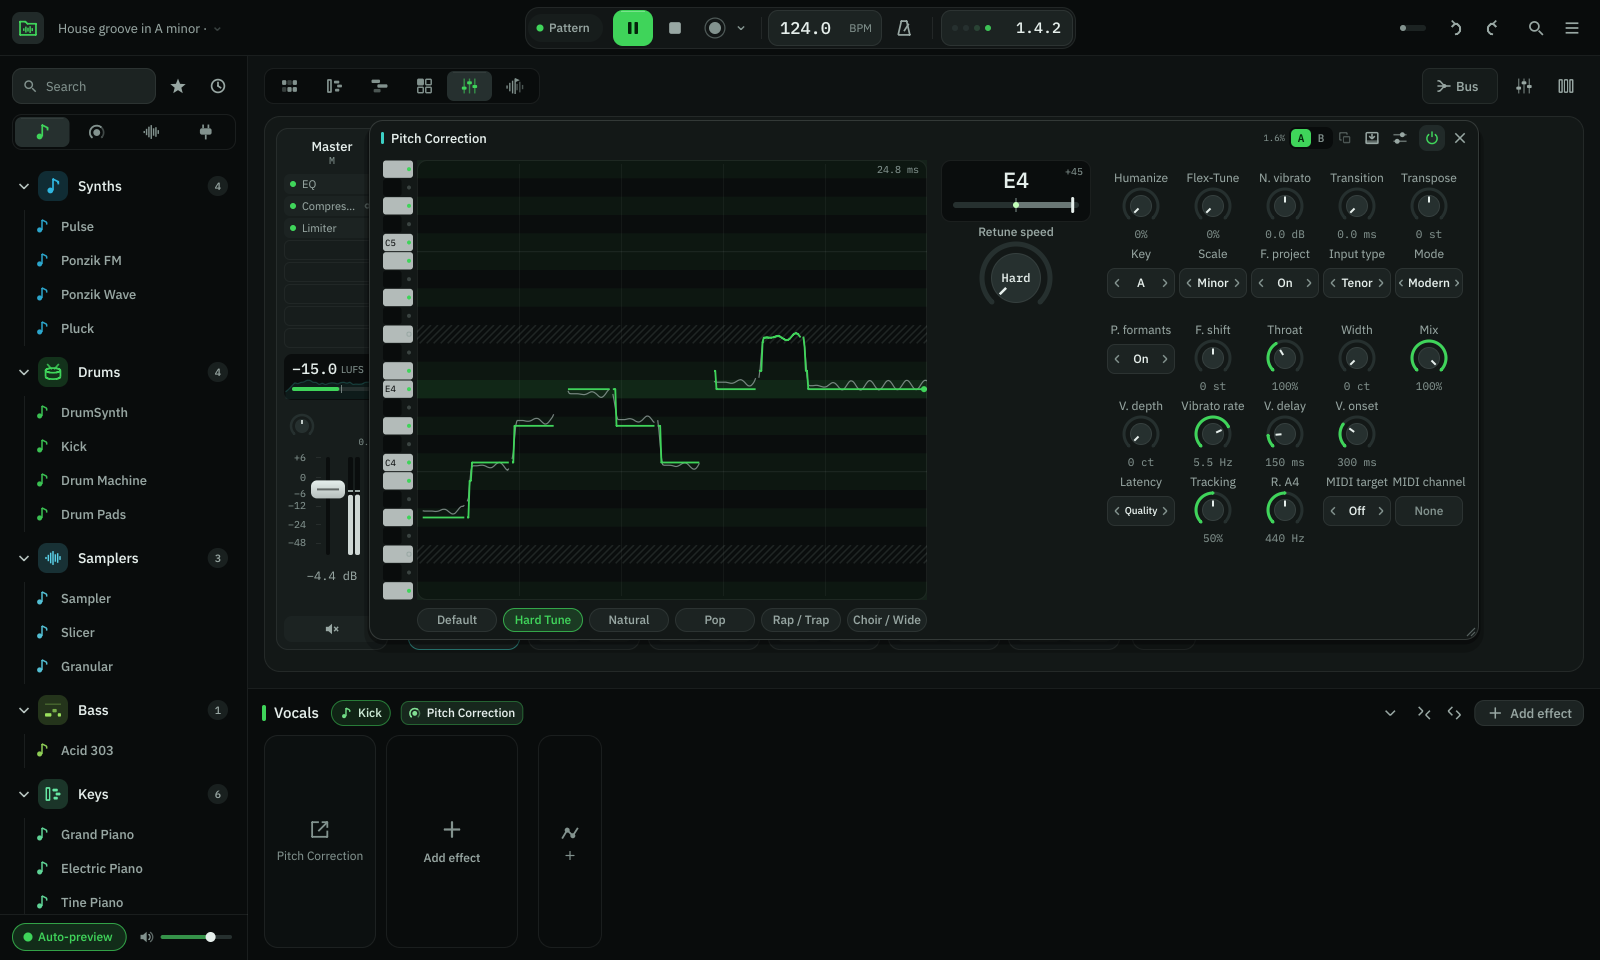 House groove in A minor ·
Pattern
124.0 BPM
1.4.2
Search
Bus
Synths 4
Pulse
Ponzik FM
Ponzik Wave
Pluck
Drums 4
DrumSynth
Kick
Drum Machine
Drum Pads
Samplers 3
Sampler
Slicer
Granular
Bass 1
Acid 303
Keys 6
Grand Piano
Electric Piano
Tine Piano
Auto-preview
Master
M
EQ
Compres...
Limiter
−15.0 LUFS
0.
+6
0
−6
−12
−24
−48
−4.4 dB
Pitch Correction
1.6% A B
24.8 ms
C5
E4
C4
Default Hard Tune Natural Pop Rap / Trap Choir / Wide
E4 +45
Retune speed
Hard
Humanize Flex-Tune N. vibrato Transition Transpose
0% 0% 0.0 dB 0.0 ms 0 st
Key Scale F. project Input type Mode
A Minor On Tenor Modern
P. formants F. shift Throat Width Mix
On 0 st 100% 0 ct 100%
V. depth Vibrato rate V. delay V. onset
0 ct 5.5 Hz 150 ms 300 ms
Latency Tracking R. A4 MIDI target MIDI channel
Quality 50% 440 Hz Off None
Vocals Kick Pitch Correction
Add effect
Pitch Correction
Add effect